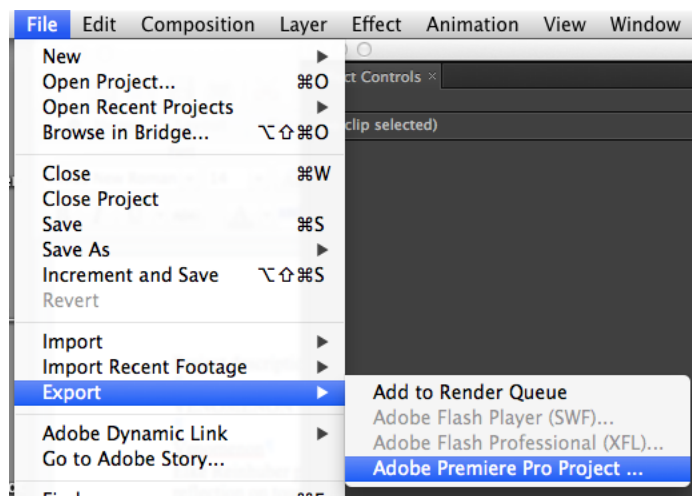 File Edit Composition Layer Effect Animation View Window
New
Open Project... ⌘O
Open Recent Projects
Browse in Bridge... ⌥⇧⌘O
ct Controls ×
clip selected)
Close ⌘W
Close Project
Save ⌘S
Save As
Increment and Save ⌥⇧⌘S
Revert
Import
Import Recent Footage
Export
Add to Render Queue
Adobe Flash Player (SWF)...
Adobe Flash Professional (XFL)...
Adobe Premiere Pro Project ...
Adobe Dynamic Link
Go to Adobe Story...